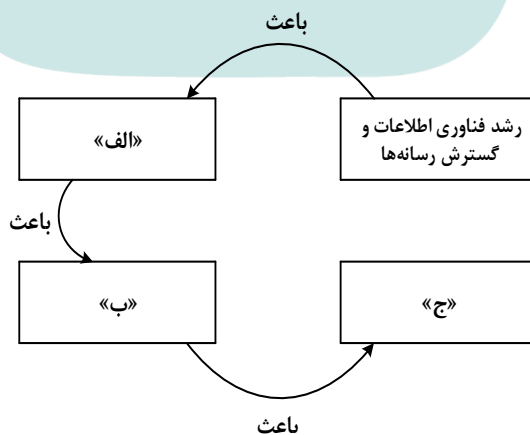 باعث
رشد فناوری اطلاعات و
گسترش رسانه‌ها
«الف»
باعث
«ب»
«ج»
باعث